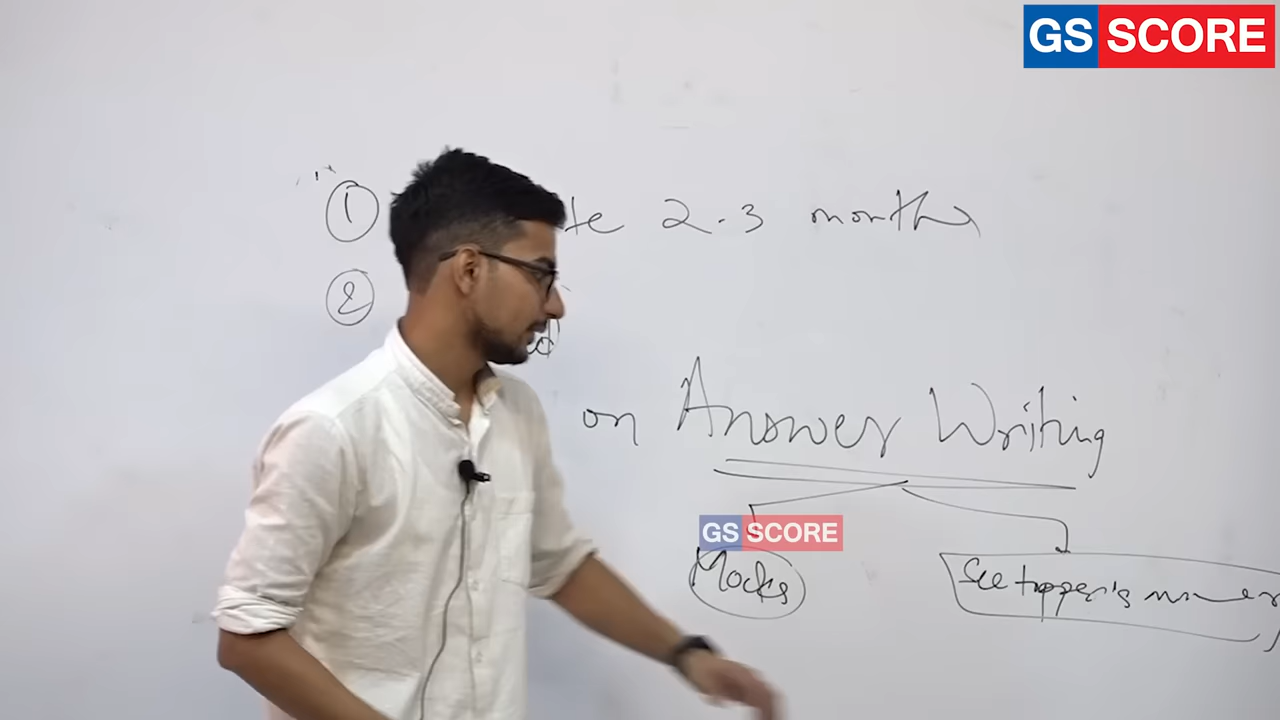 GS SCORE
① te 2-3 months
②
on Answer Writing
GS SCORE
Mocks
See topper's